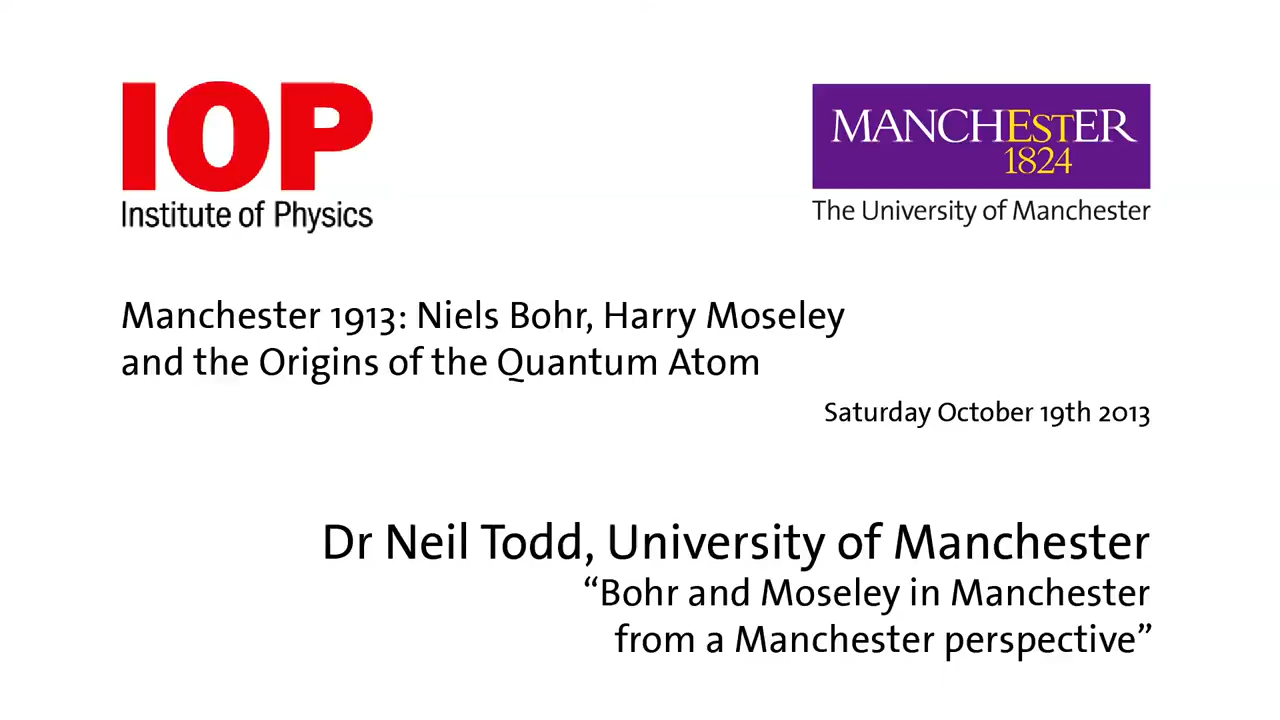 IOP
Institute of Physics
MANCHESTER
1824
The University of Manchester
Manchester 1913: Niels Bohr, Harry Moseley
and the Origins of the Quantum Atom
Saturday October 19th 2013
Dr Neil Todd, University of Manchester
“Bohr and Moseley in Manchester
from a Manchester perspective”